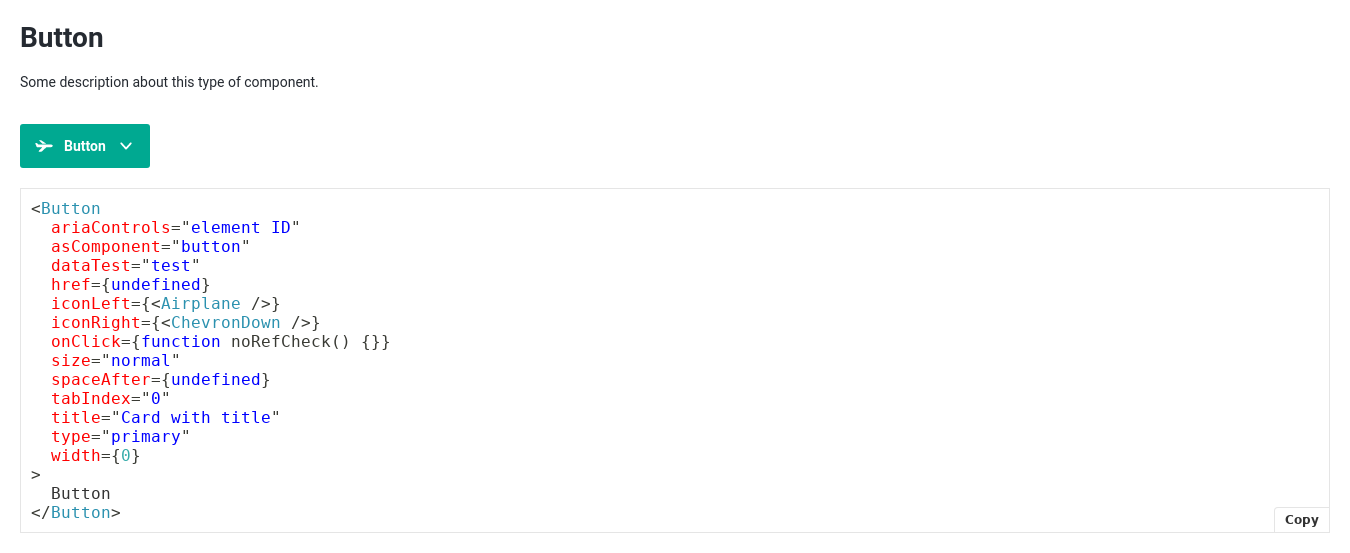 Button
Some description about this type of component.
Button
<Button
  ariaControls="element ID"
  asComponent="button"
  dataTest="test"
  href={undefined}
  iconLeft={<Airplane />}
  iconRight={<ChevronDown />}
  onClick={function noRefCheck() {}}
  size="normal"
  spaceAfter={undefined}
  tabIndex="0"
  title="Card with title"
  type="primary"
  width={0}
>
  Button
</Button>
Copy